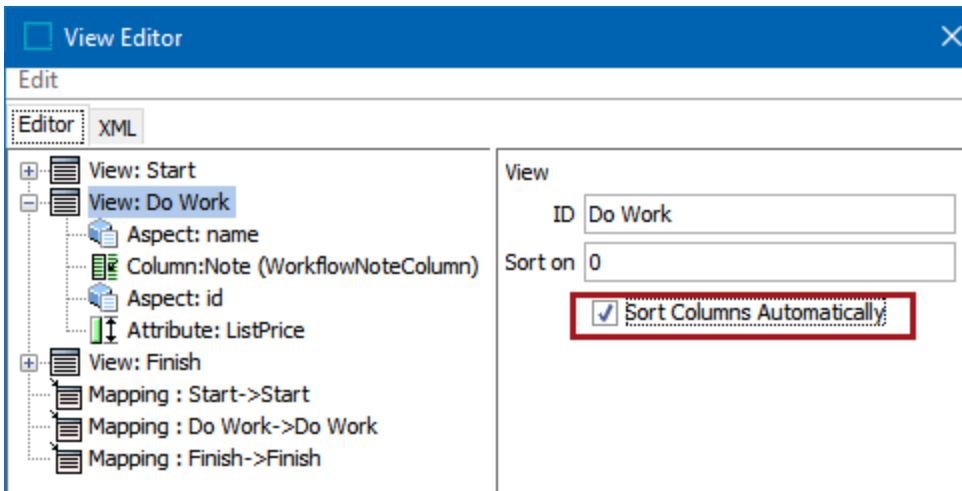 View Editor
Edit
Editor XML
View: Start
View: Do Work
Aspect: name
Column:Note (WorkflowNoteColumn)
Aspect: id
Attribute: ListPrice
View: Finish
Mapping : Start->Start
Mapping : Do Work->Do Work
Mapping : Finish->Finish
View
ID Do Work
Sort on 0
Sort Columns Automatically